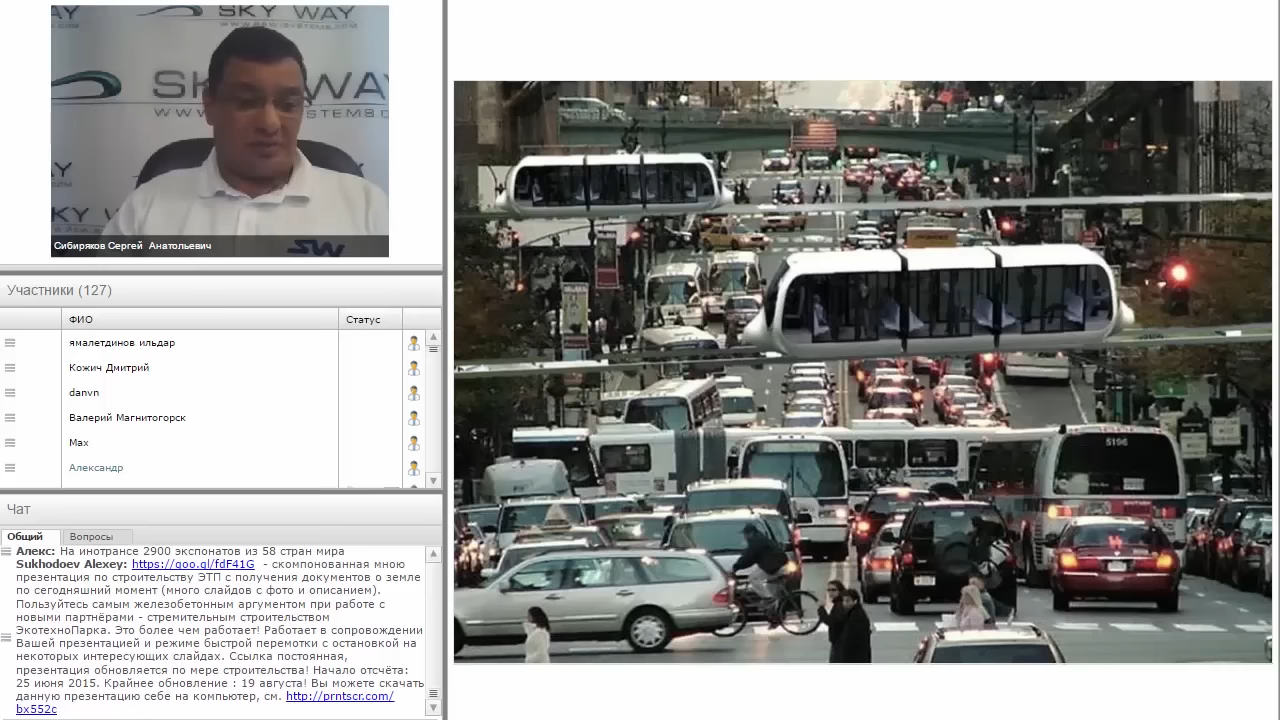 SKY WAY
SKY WAY
WWW.
Сибиряков Сергей Анатольевич
SW
Участники (127)
ФИО
Статус
ямалетдинов ильдар
Кожич Дмитрий
danvn
Валерий Магнитогорск
Max
Александр
Чат
Общий
Вопросы
Алекс: На инотрансе 2900 экспонатов из 58 стран мира
Sukhodoev Alexey: https://goo.gl/fdF41G - скомпонованная мною
презентация по строительству ЭТП с получения документов о земле
по сегодняшний момент (много слайдов с фото и описанием).
Пользуйтесь самым железобетонным аргументом при работе с
новыми партнёрами - стремительным строительством
ЭкотехноПарка. Это более чем работает! Работает в сопровождении
Вашей презентацией и режиме быстрой перемотки с остановкой на
некоторых интересующих слайдах. Ссылка постоянная,
презентация обновляется по мере строительства! Начало отсчёта:
25 июня 2015. Крайнее обновление : 19 августа! Вы можете скачать
данную презентацию себе на компьютер, см. http://prntscr.com/
bx552c
5196